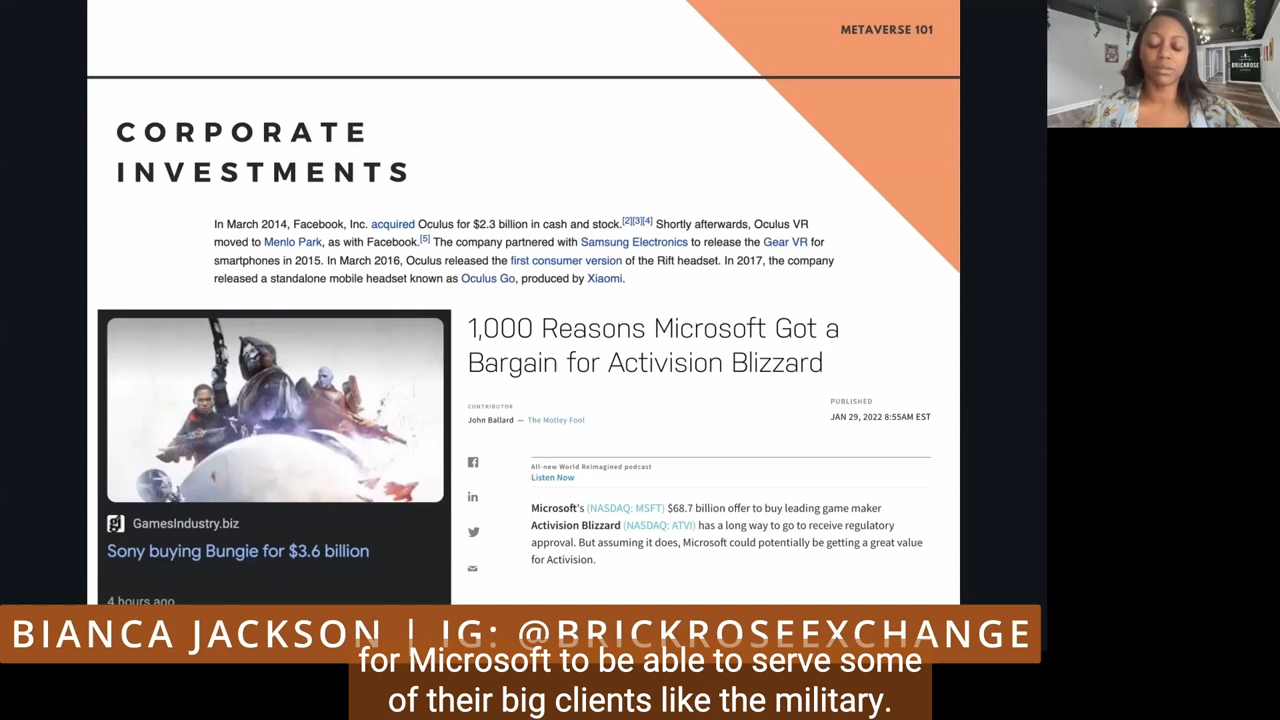 METAVERSE 101
BRICKROSE
CORPORATE
INVESTMENTS
In March 2014, Facebook, Inc. acquired Oculus for $2.3 billion in cash and stock.[2][3][4] Shortly afterwards, Oculus VR
moved to Menlo Park, as with Facebook.[5] The company partnered with Samsung Electronics to release the Gear VR for
smartphones in 2015. In March 2016, Oculus released the first consumer version of the Rift headset. In 2017, the company
released a standalone mobile headset known as Oculus Go, produced by Xiaomi.
GamesIndustry.biz
Sony buying Bungie for $3.6 billion
4 hours ago
1,000 Reasons Microsoft Got a
Bargain for Activision Blizzard
CONTRIBUTOR
John Ballard — The Motley Fool
PUBLISHED
JAN 29, 2022 8:55AM EST
All-new World Reimagined podcast
Listen Now
Microsoft's (NASDAQ: MSFT) $68.7 billion offer to buy leading game maker
Activision Blizzard (NASDAQ: ATVI) has a long way to go to receive regulatory
approval. But assuming it does, Microsoft could potentially be getting a great value
for Activision.
BIANCA JACKSON | IG: @BRICKROSEEXCHANGE
for Microsoft to be able to serve some
of their big clients like the military.